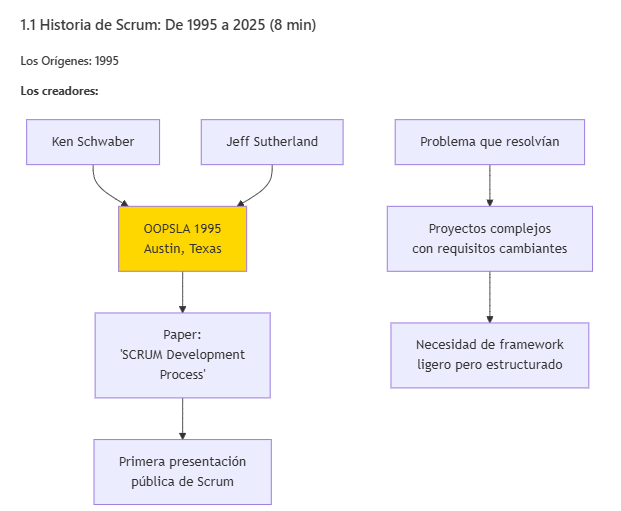 1.1 Historia de Scrum: De 1995 a 2025 (8 min)
Los Orígenes: 1995
Los creadores:
Ken Schwaber
Jeff Sutherland
OOPSLA 1995
Austin, Texas
Paper:
'SCRUM Development
Process'
Primera presentación
pública de Scrum
Problema que resolvían
Proyectos complejos
con requisitos cambiantes
Necesidad de framework
ligero pero estructurado